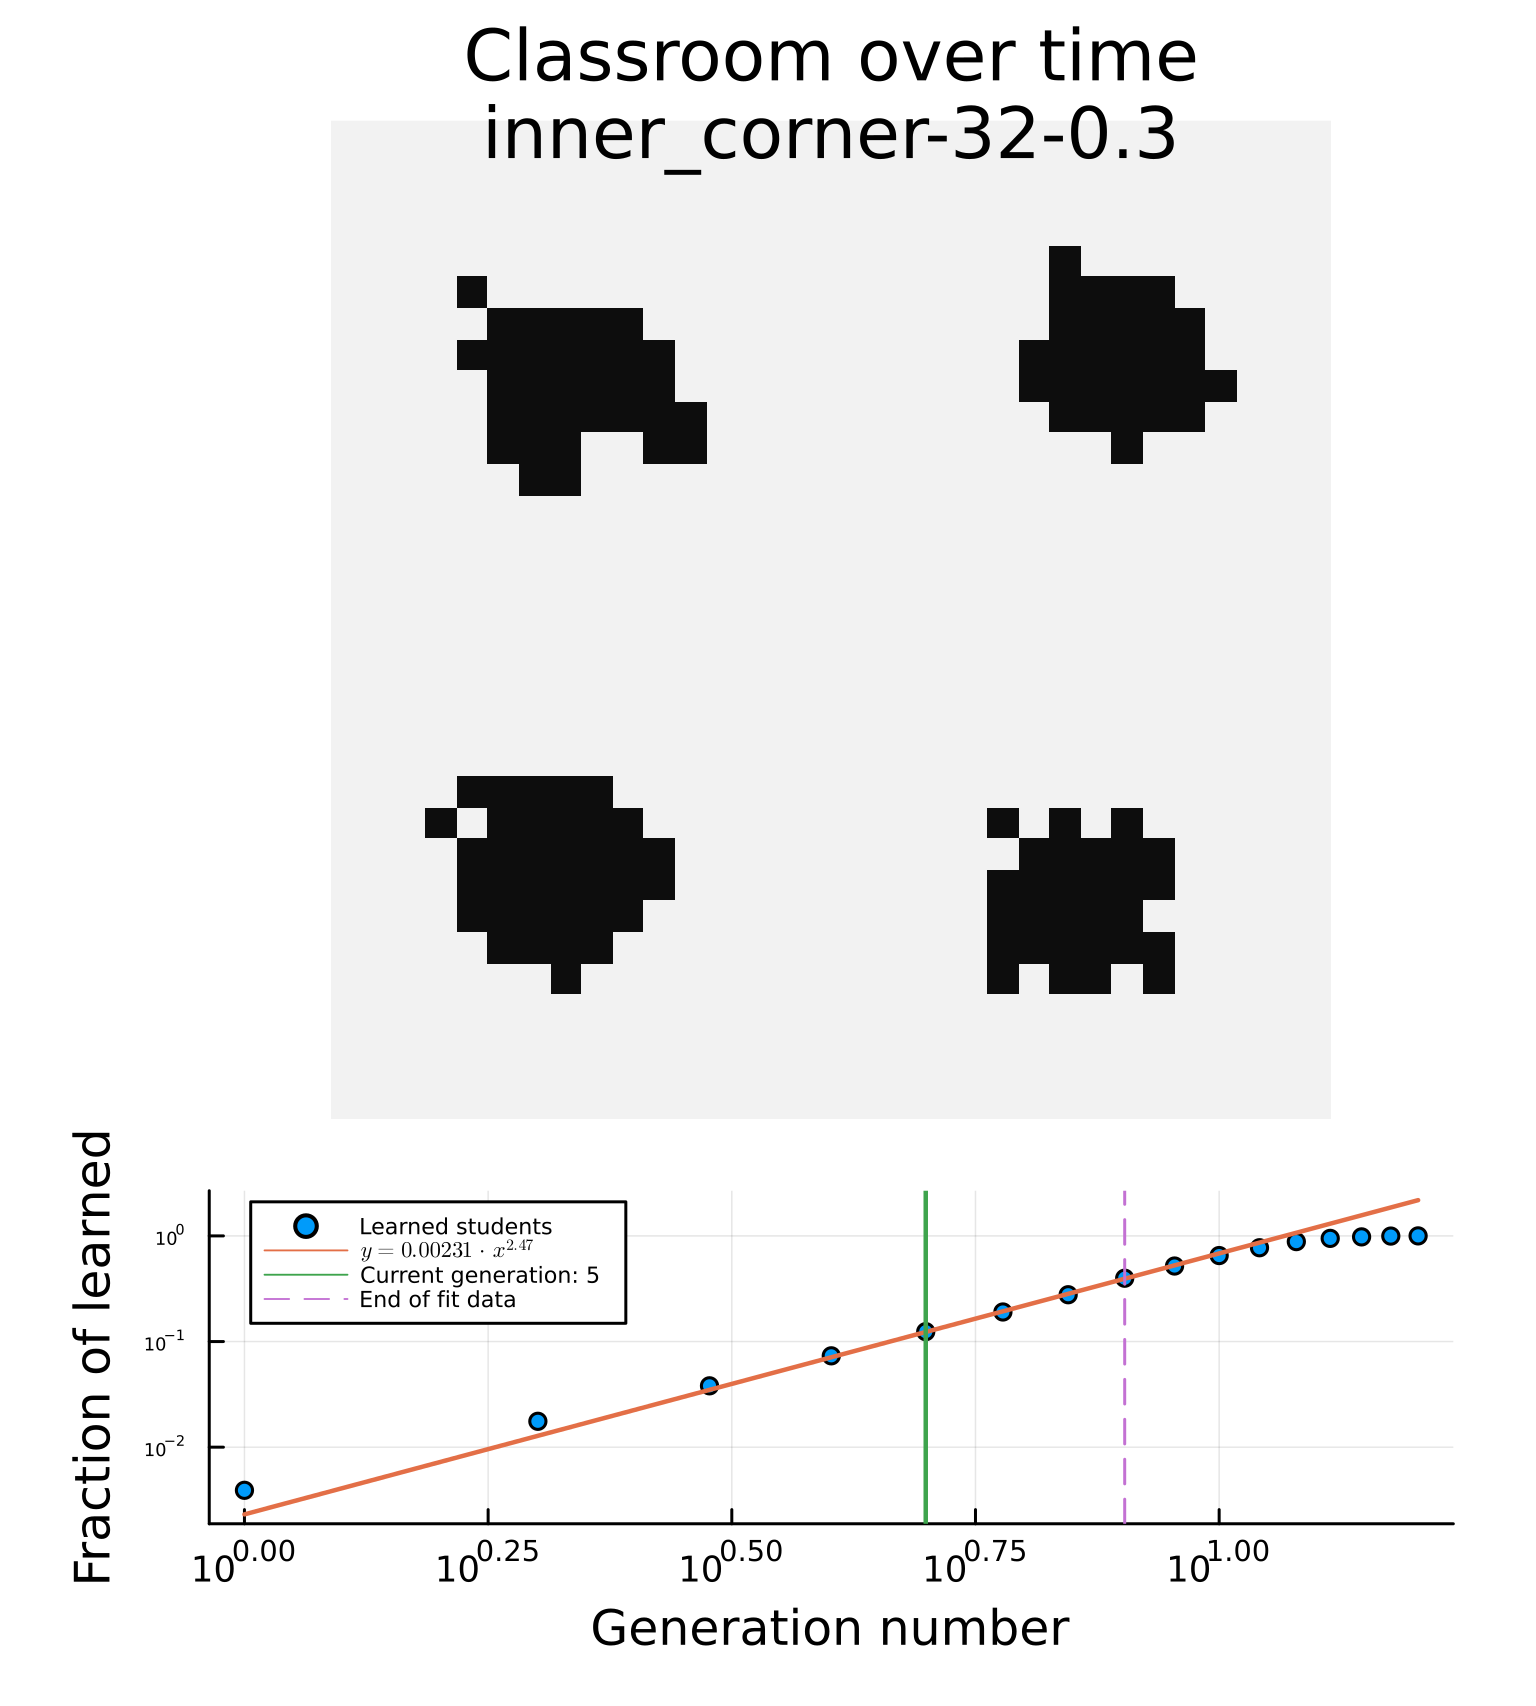 Classroom over time
inner_corner-32-0.3
Fraction of learned
10⁰
10⁻¹
10⁻²
Learned students
y = 0.00231 · x^2.47
Current generation: 5
End of fit data
10^0.00 10^0.25 10^0.50 10^0.75 10^1.00
Generation number